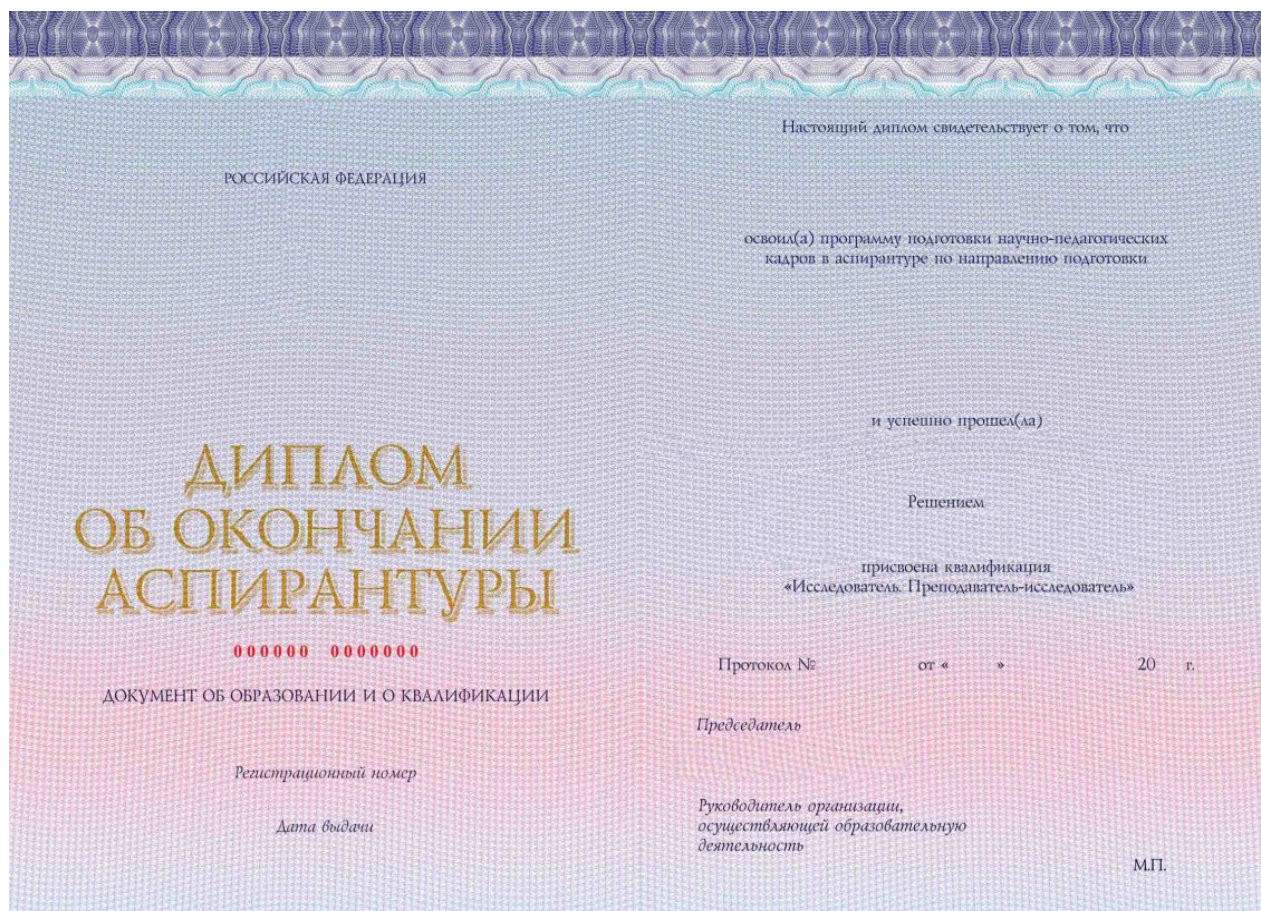 РОССИЙСКАЯ ФЕДЕРАЦИЯ
ДИПЛОМ
ОБ ОКОНЧАНИИ
АСПИРАНТУРЫ
000000 0000000
ДОКУМЕНТ ОБ ОБРАЗОВАНИИ И О КВАЛИФИКАЦИИ
Регистрационный номер
Дата выдачи
Настоящий диплом свидетельствует о том, что
освоил(а) программу подготовки научно-педагогических
кадров в аспирантуре по направлению подготовки
и успешно прошел(ла)
Решением
присвоена квалификация
«Исследователь. Преподаватель-исследователь»
Протокол № от « » 20 г.
Председатель
Руководитель организации,
осуществляющей образовательную
деятельность
М.П.